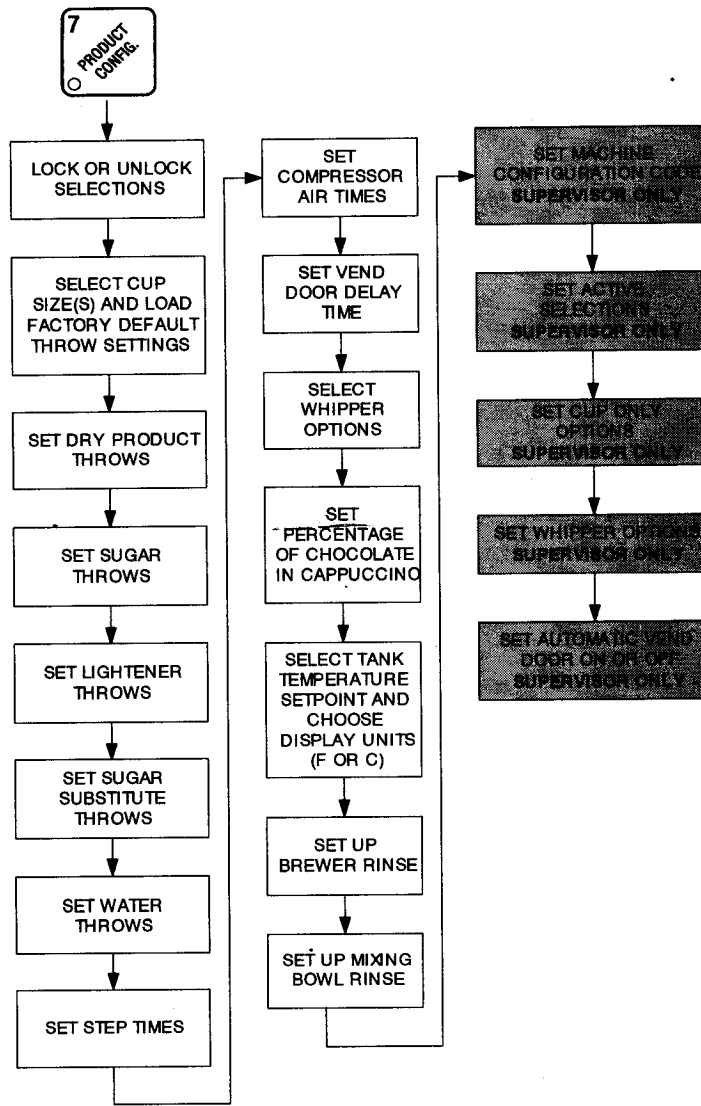 7
PRODUCT
CONFIG.
LOCK OR UNLOCK
SELECTIONS
SELECT CUP
SIZE(S) AND LOAD
FACTORY DEFAULT
THROW SETTINGS
SET DRY PRODUCT
THROWS
SET SUGAR
THROWS
SET LIGHTENER
THROWS
SET SUGAR
SUBSTITUTE
THROWS
SET WATER
THROWS
SET STEP TIMES
SET
COMPRESSOR
AIR TIMES
SET VEND
DOOR DELAY
TIME
SELECT
WHIPPER
OPTIONS
SET
PERCENTAGE
OF CHOCOLATE
IN CAPPUCCINO
SELECT TANK
TEMPERATURE
SETPOINT AND
CHOOSE
DISPLAY UNITS
(F OR C)
SET UP
BREWER RINSE
SET UP MIXING
BOWL RINSE
SET MACHINE
CONFIGURATION CODE
SUPERVISOR ONLY
SET ACTIVE
SELECTIONS
SUPERVISOR ONLY
SET CUP ONLY
OPTIONS
SUPERVISOR ONLY
SET WHIPPER OPTIONS
SUPERVISOR ONLY
SET AUTOMATIC VEND
DOOR ON OR OFF
SUPERVISOR ONLY